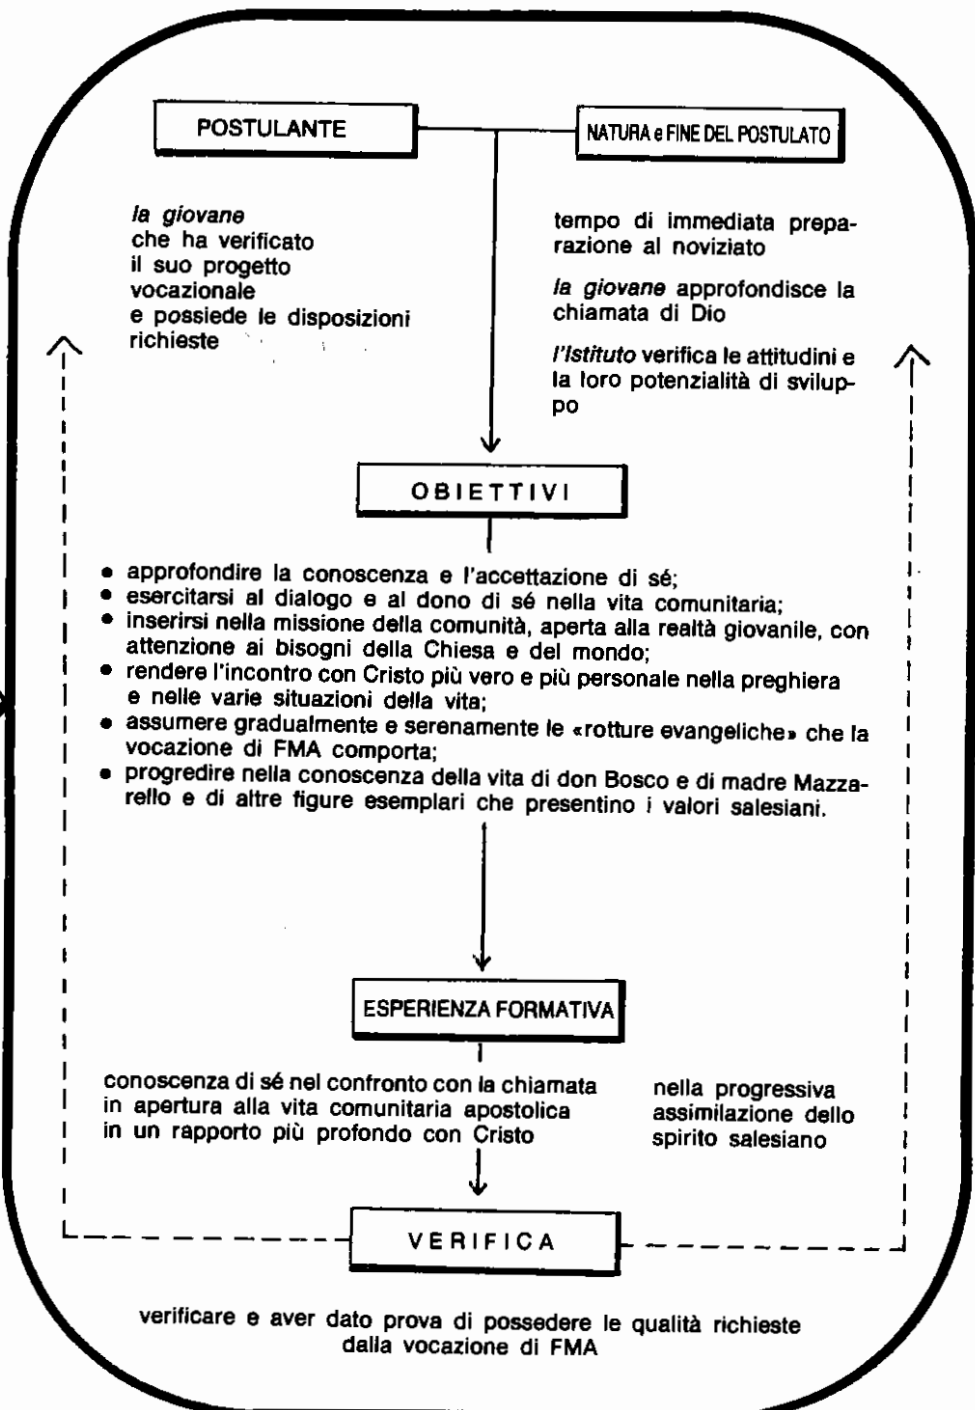 POSTULANTE
NATURA e FINE DEL POSTULATO
la giovane
che ha verificato
il suo progetto
vocazionale
e possiede le disposizioni
richieste
tempo di immediata prepa-
razione al noviziato
la giovane approfondisce la
chiamata di Dio
l'Istituto verifica le attitudini e
la loro potenzialità di svilup-
po
OBIETTIVI
• approfondire la conoscenza e l'accettazione di sé;
• esercitarsi al dialogo e al dono di sé nella vita comunitaria;
• inserirsi nella missione della comunità, aperta alla realtà giovanile, con
attenzione ai bisogni della Chiesa e del mondo;
• rendere l'incontro con Cristo più vero e più personale nella preghiera
e nelle varie situazioni della vita;
• assumere gradualmente e serenamente le «rotture evangeliche» che la
vocazione di FMA comporta;
• progredire nella conoscenza della vita di don Bosco e di madre Mazza-
rello e di altre figure esemplari che presentino i valori salesiani.
ESPERIENZA FORMATIVA
conoscenza di sé nel confronto con la chiamata
in apertura alla vita comunitaria apostolica
in un rapporto più profondo con Cristo
nella progressiva
assimilazione dello
spirito salesiano
VERIFICA
verificare e aver dato prova di possedere le qualità richieste
dalla vocazione di FMA